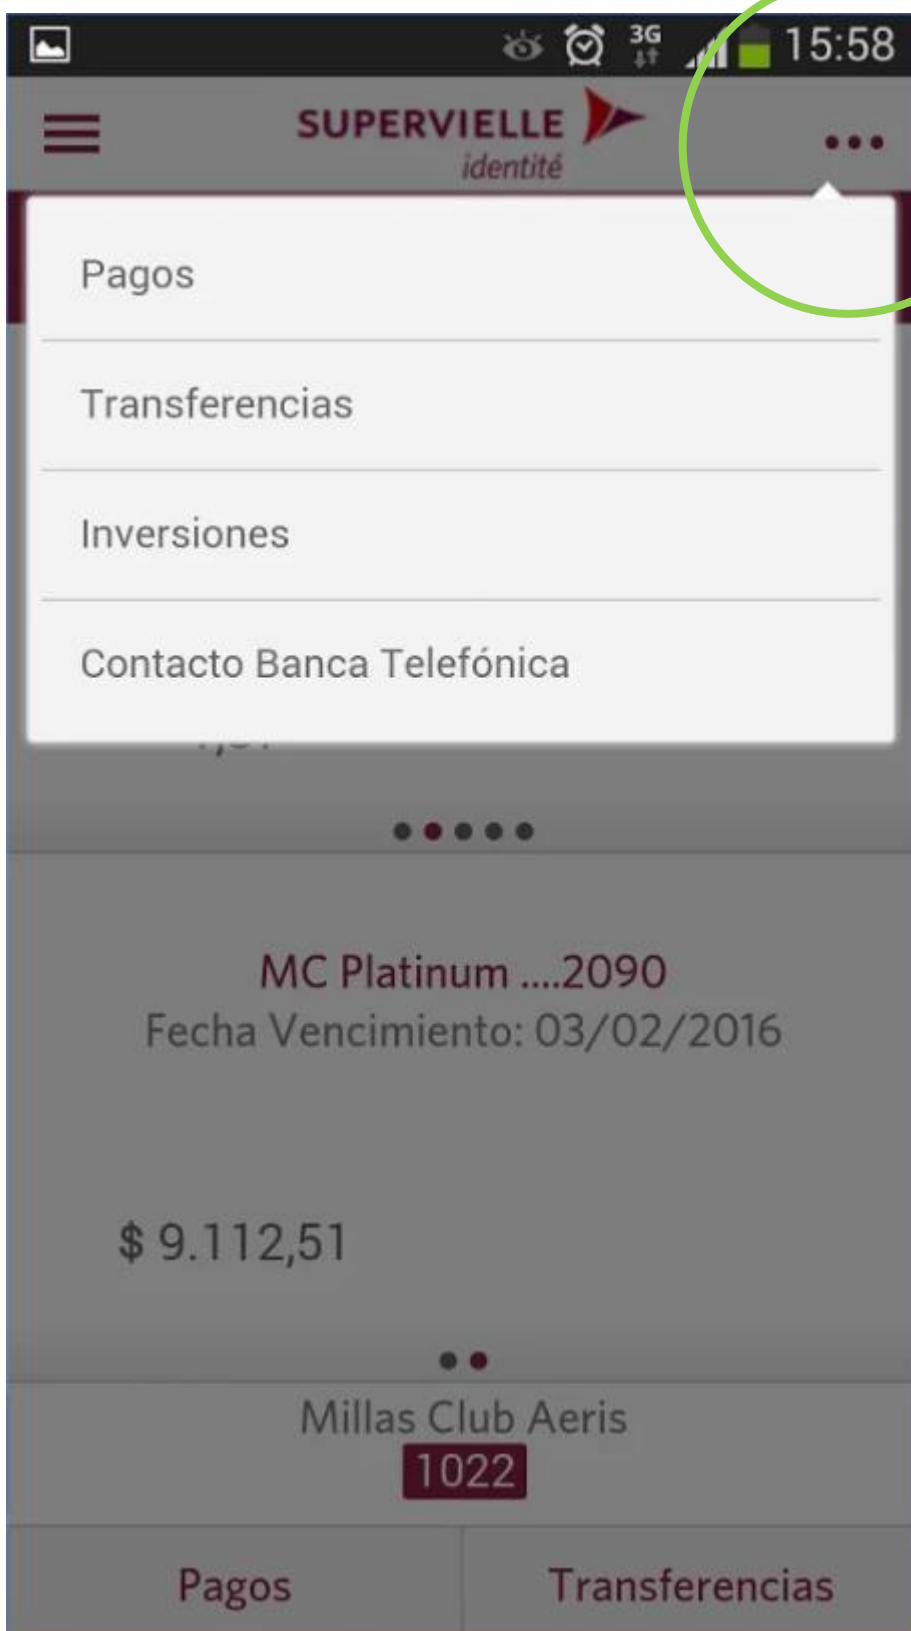 3G 15:58
SUPERVIELLE
identité
Pagos
Transferencias
Inversiones
Contacto Banca Telefónica
MC Platinum ....2090
Fecha Vencimiento: 03/02/2016
$ 9.112,51
Millas Club Aeris
1022
Pagos Transferencias